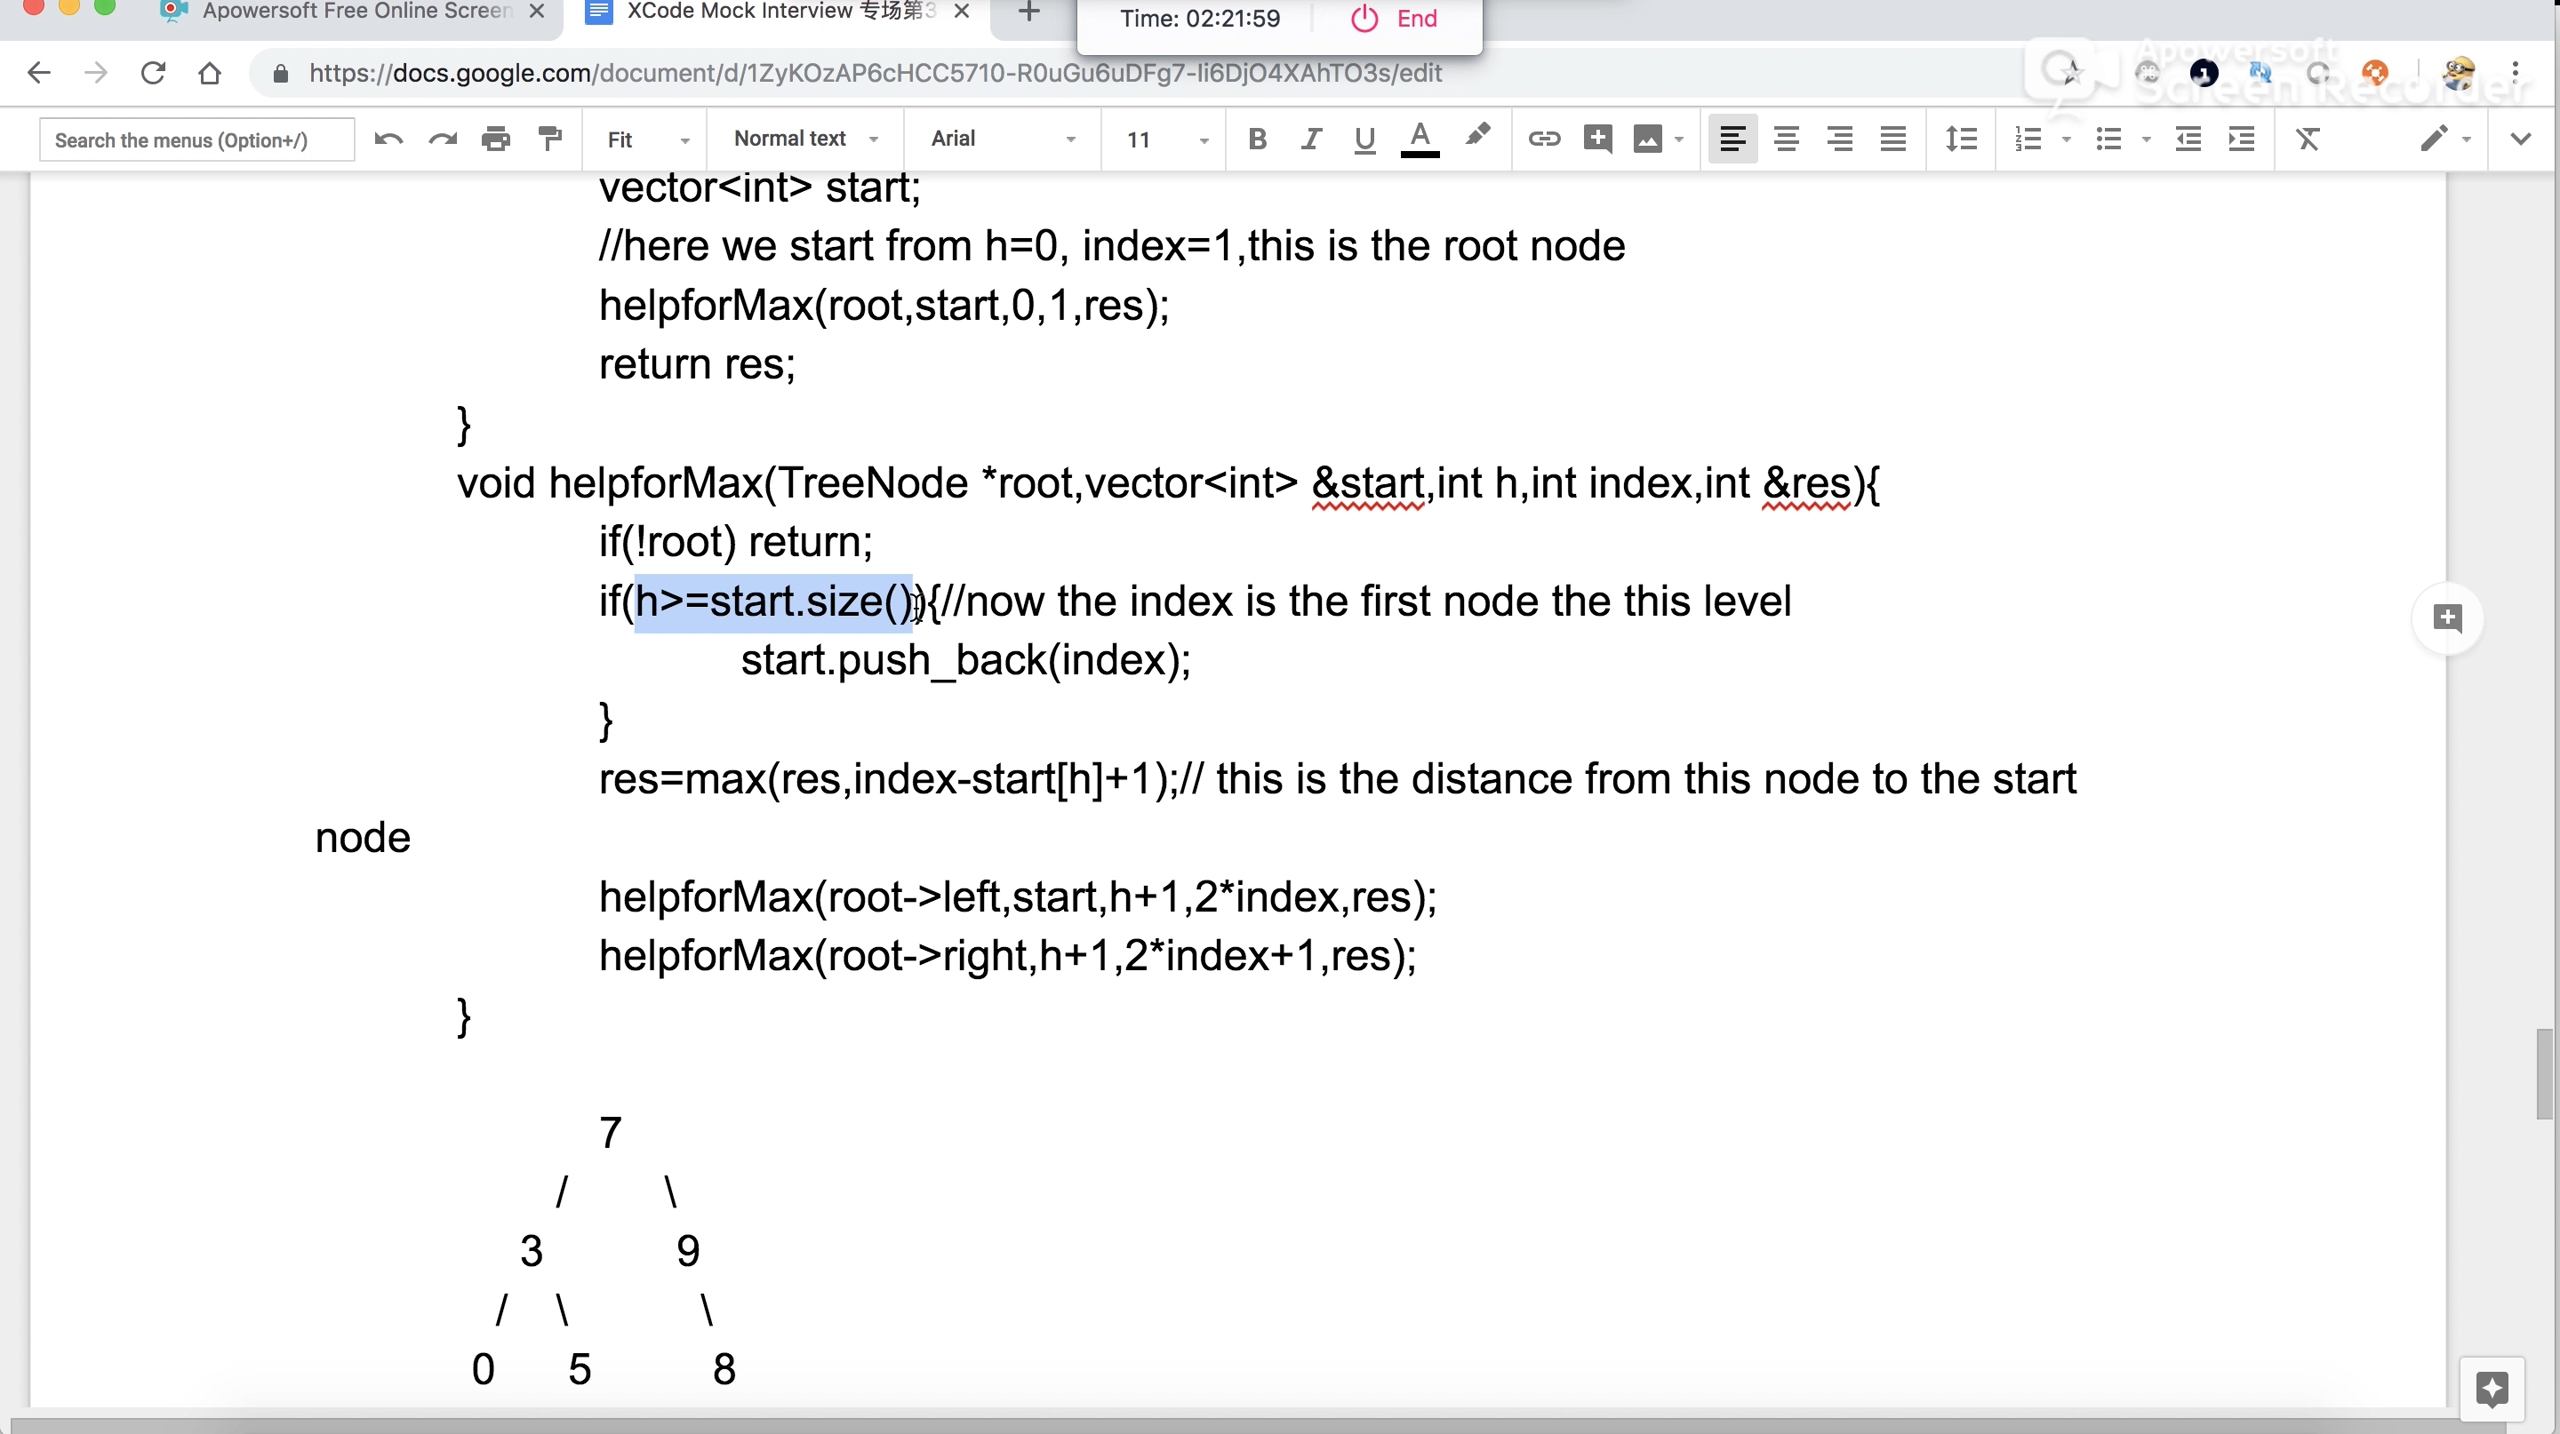 Apowersoft Free Online Screen
XCode Mock Interview 专场第3
Time: 02:21:59
End
https://docs.google.com/document/d/1ZyKOzAP6cHCC5710-R0uGu6uDFg7-Ii6DjO4XAhTO3s/edit
Apowersoft
Screen Recorder
Search the menus (Option+/)
Fit
Normal text
Arial
11
vector<int> start;
//here we start from h=0, index=1,this is the root node
helpforMax(root,start,0,1,res);
return res;
}
void helpforMax(TreeNode *root,vector<int> &start,int h,int index,int &res){
if(!root) return;
if(h>=start.size()){//now the index is the first node the this level
start.push_back(index);
}
res=max(res,index-start[h]+1);// this is the distance from this node to the start
node
helpforMax(root->left,start,h+1,2*index,res);
helpforMax(root->right,h+1,2*index+1,res);
}
7
/ \
3 9
/ \ \
0 5 8